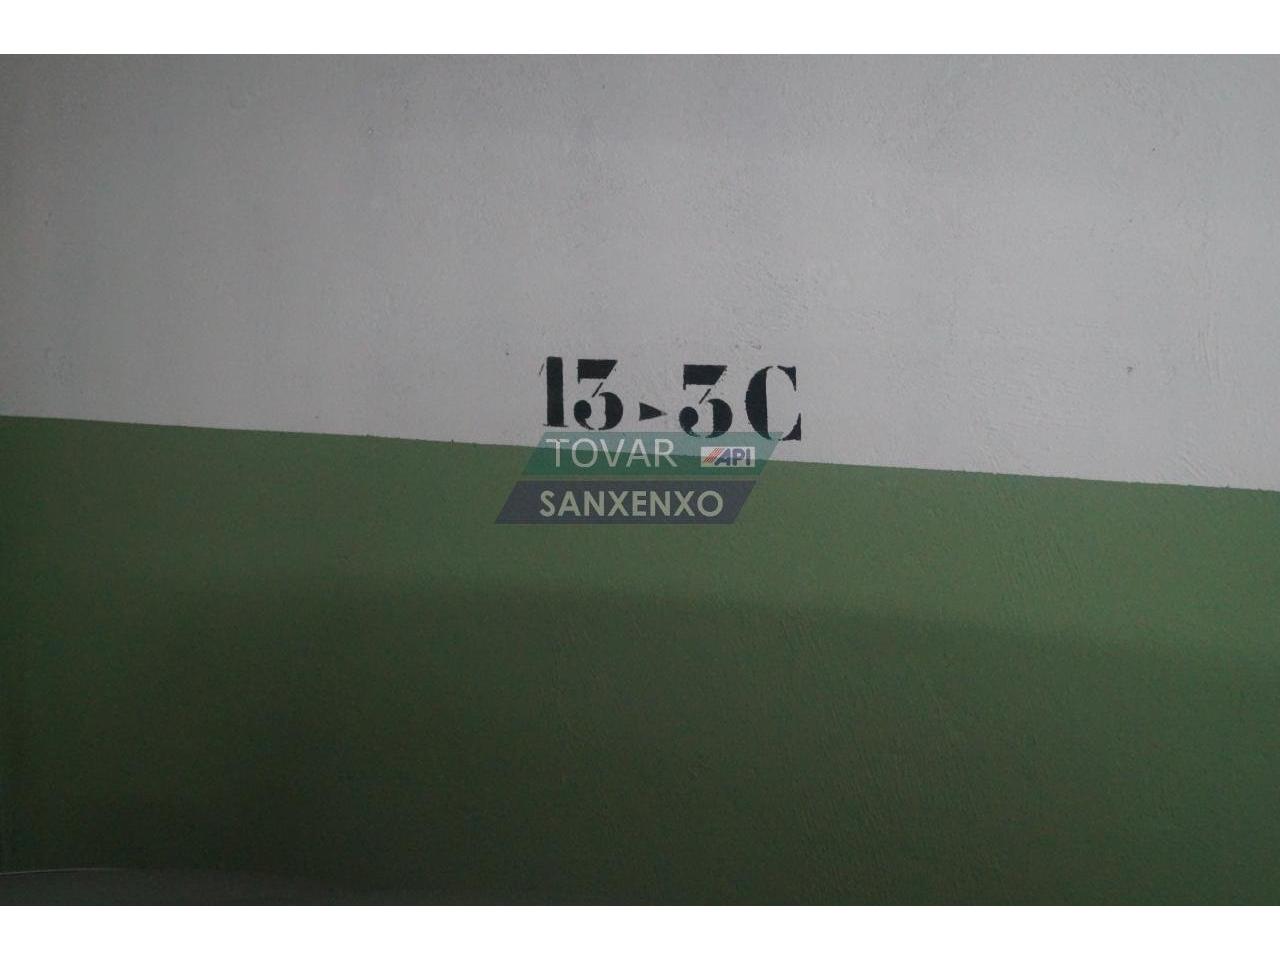 13-3C
TOVAR API
SANXENXO